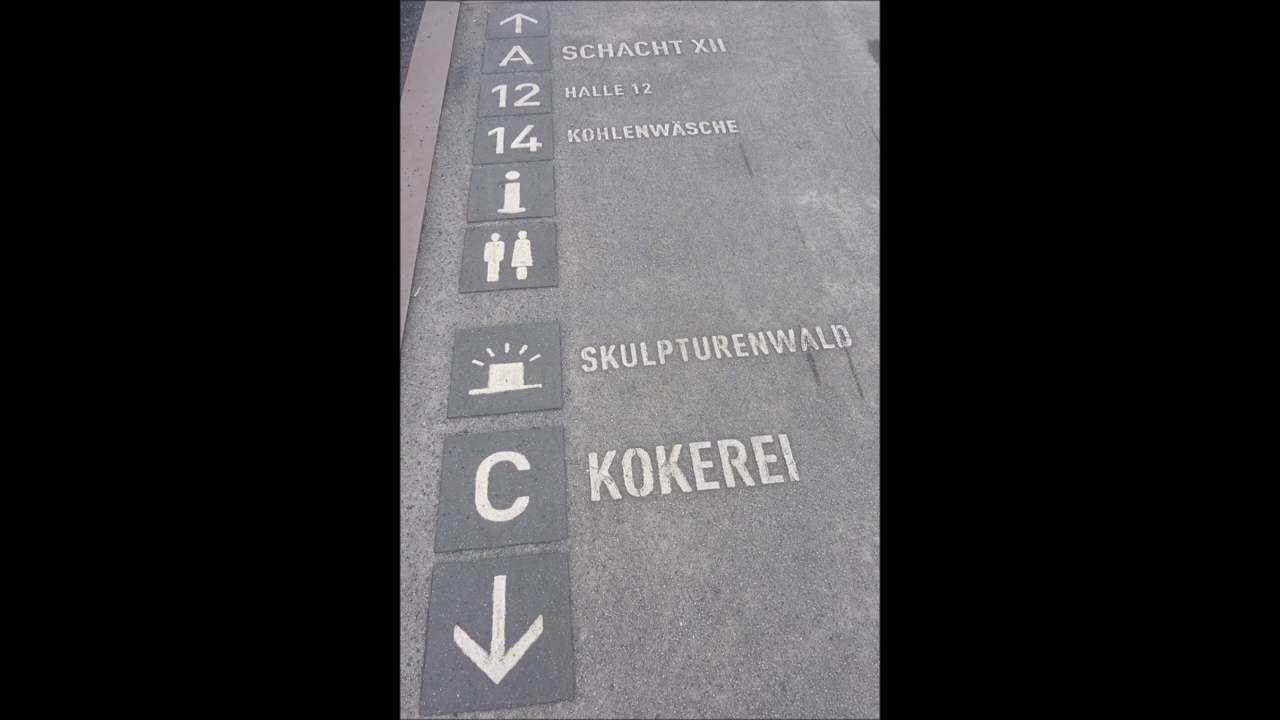 A SCHACHT XII
12 HALLE 12
14 KOHLENWÄSCHE
i
SKULPTURENWALD
C KOKEREI